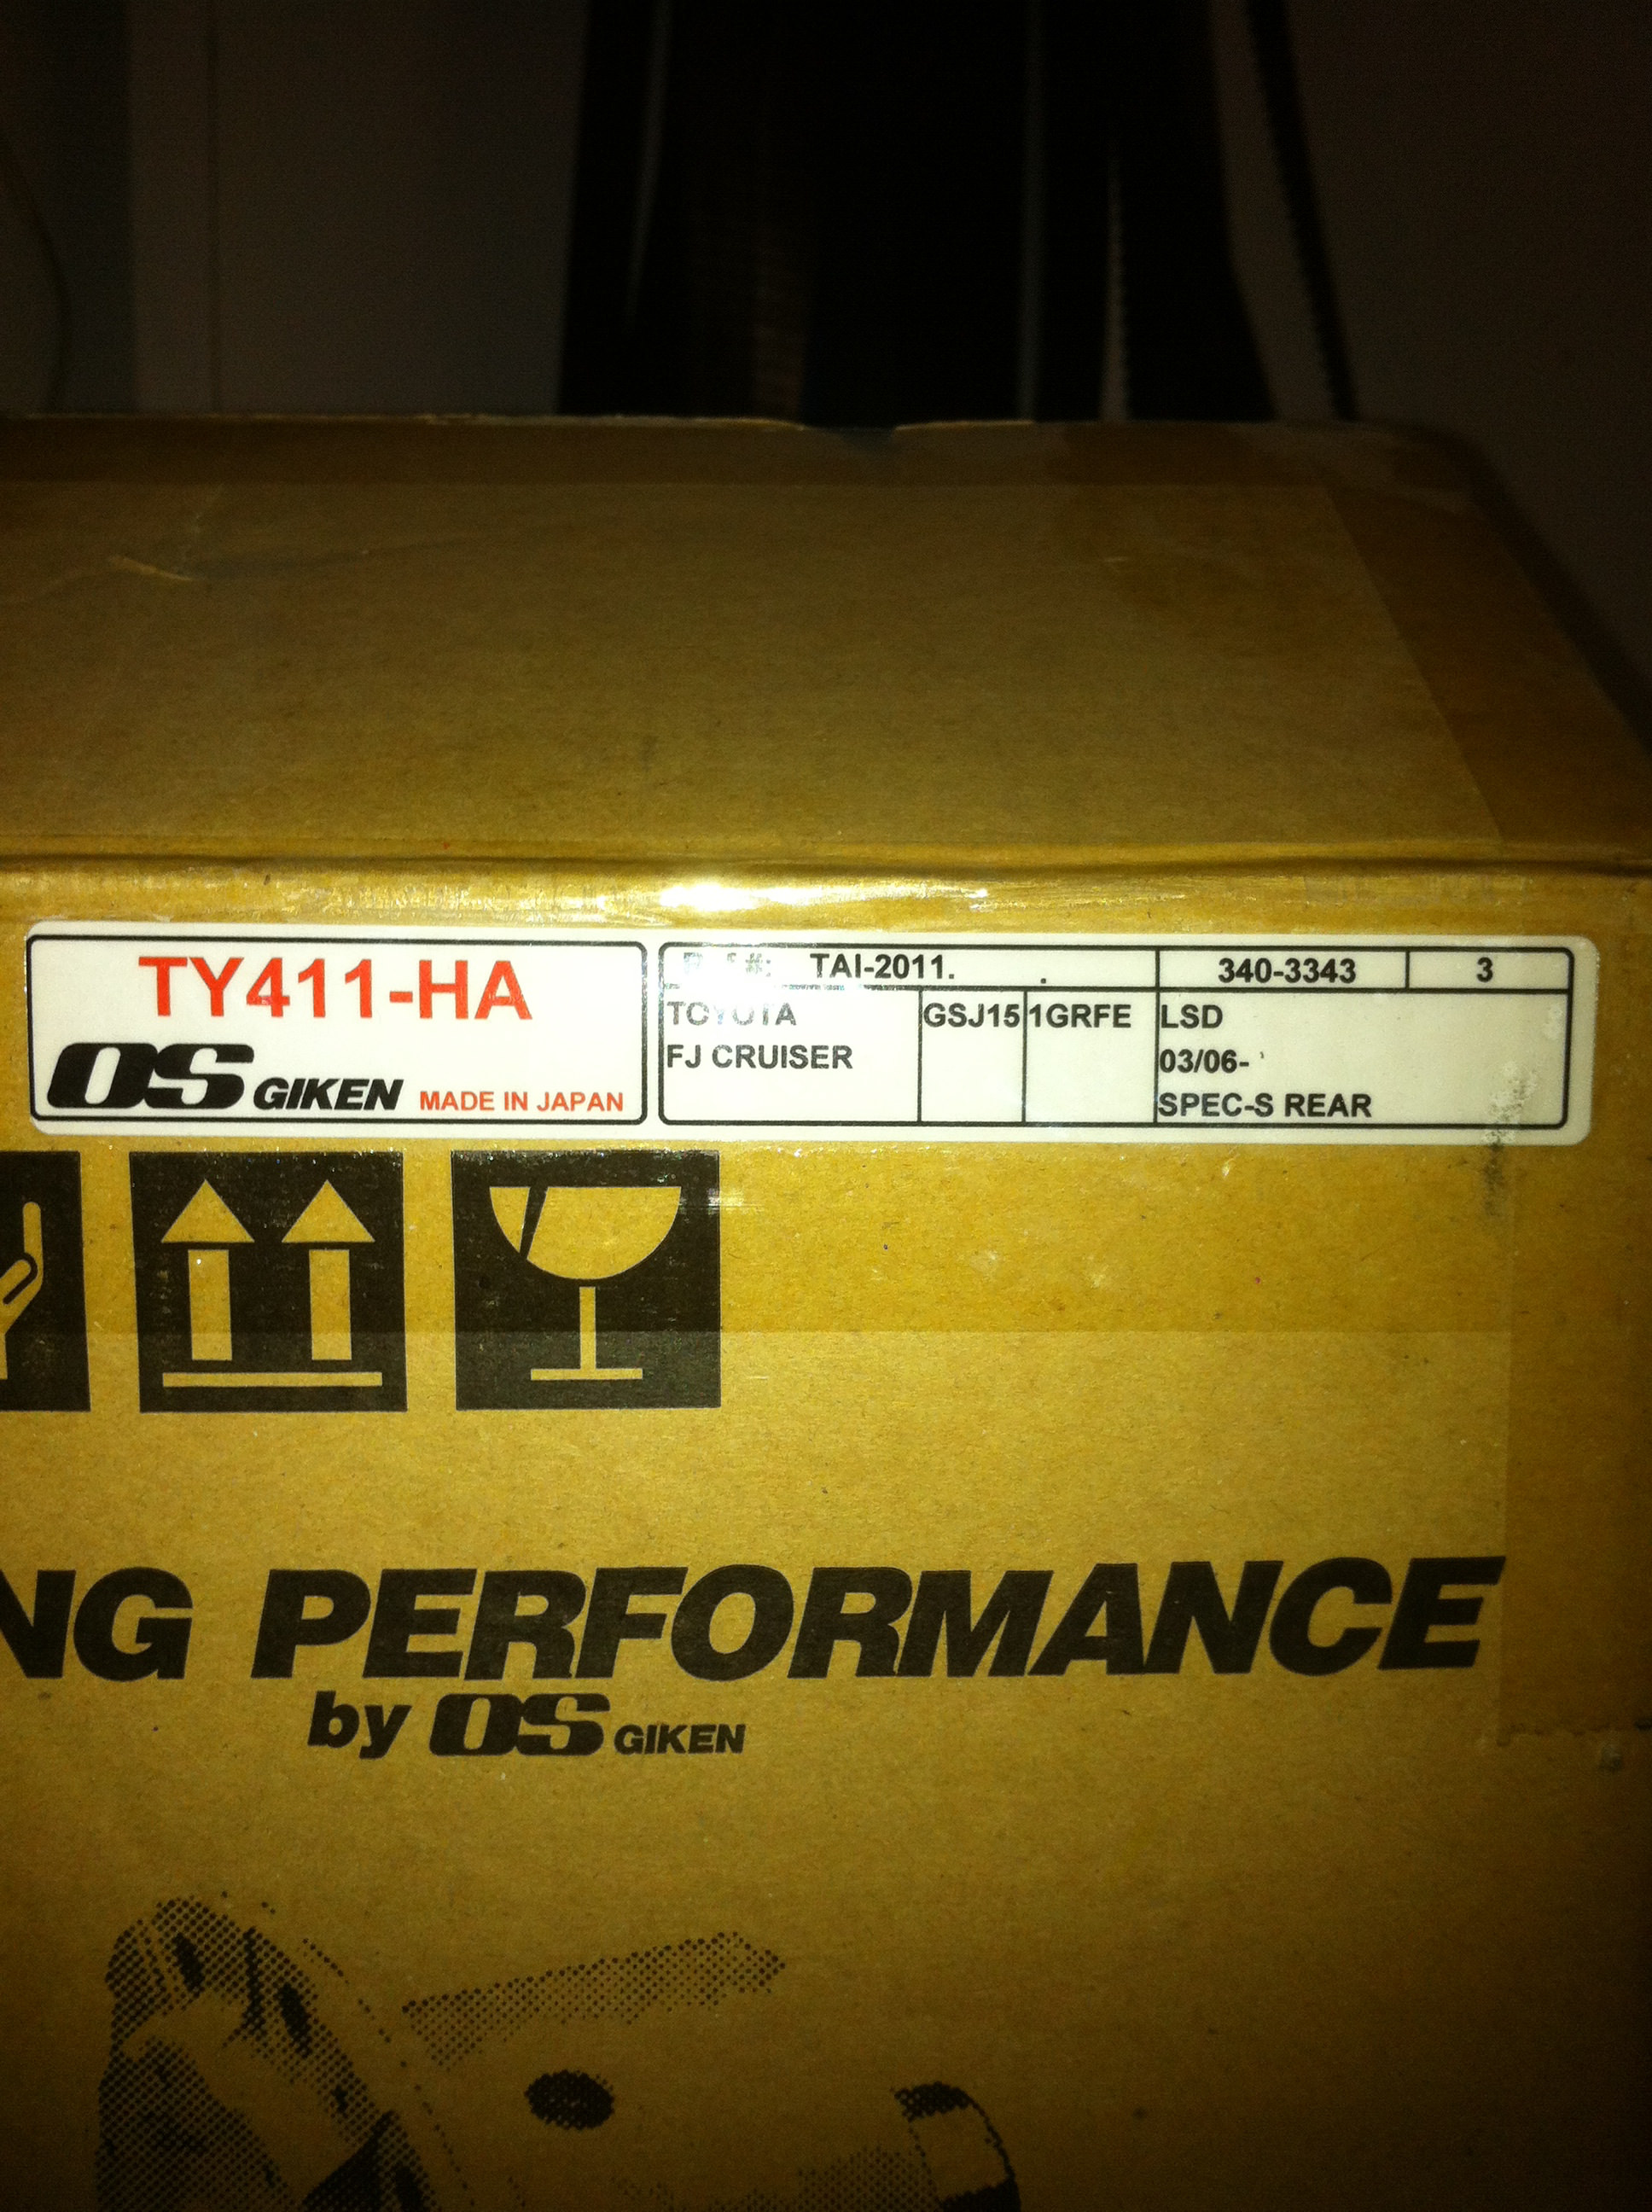 TY411-HA
OS GIKEN MADE IN JAPAN
TAI-2011. 340-3343 3
TOYOTA GSJ15 1GRFE LSD
FJ CRUISER 03/06-
SPEC-S REAR
NG PERFORMANCE
by OS GIKEN